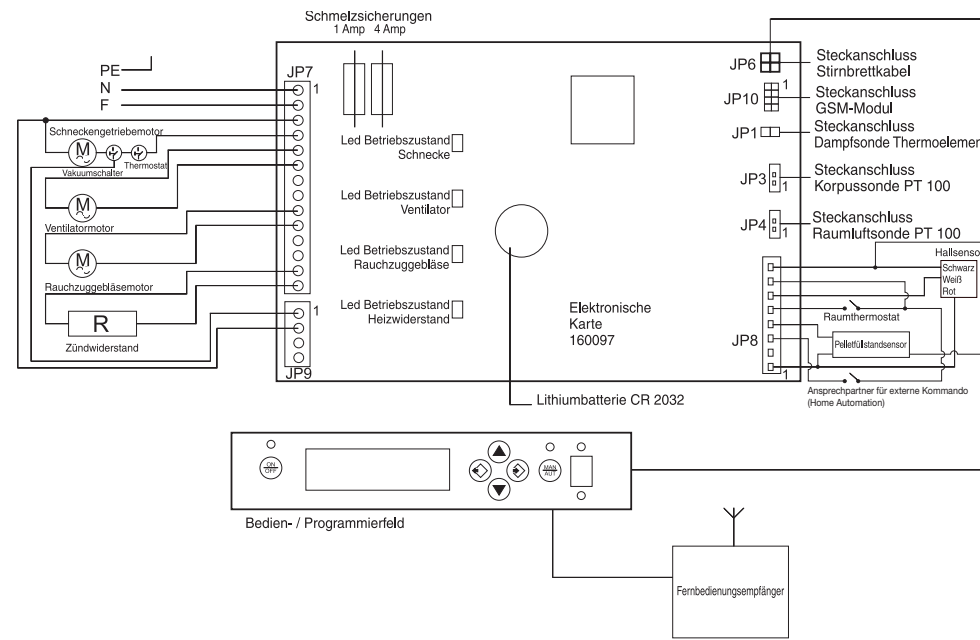 Schmelzsicherungen
1 Amp 4 Amp
PE
N
F
JP7
1
Schneckengetriebemotor
M
Vakuumschalter
Thermostat
M
Ventilatormotor
M
Rauchzuggebläsemotor
R
Zündwiderstand
1
JP9
Led Betriebszustand
Schnecke
Led Betriebszustand
Ventilator
Led Betriebszustand
Rauchzuggebläse
Led Betriebszustand
Heizwiderstand
Elektronische
Karte
160097
Lithiumbatterie CR 2032
JP6
Steckanschluss
Stirnbrettkabel
JP10
1
Steckanschluss
GSM-Modul
JP1
Steckanschluss
Dampfsonde Thermoelemen
JP3
1
Steckanschluss
Korpussonde PT 100
JP4
1
Steckanschluss
Raumluftsonde PT 100
Hallsenso
Schwarz
Weiß
Rot
Raumthermostat
Pelletfüllstandsensor
JP8
1
Ansprechpartner für externe Kommando
(Home Automation)
ON
OFF
MAN
AUT
Bedien- / Programmierfeld
Fernbedienungsempfänger